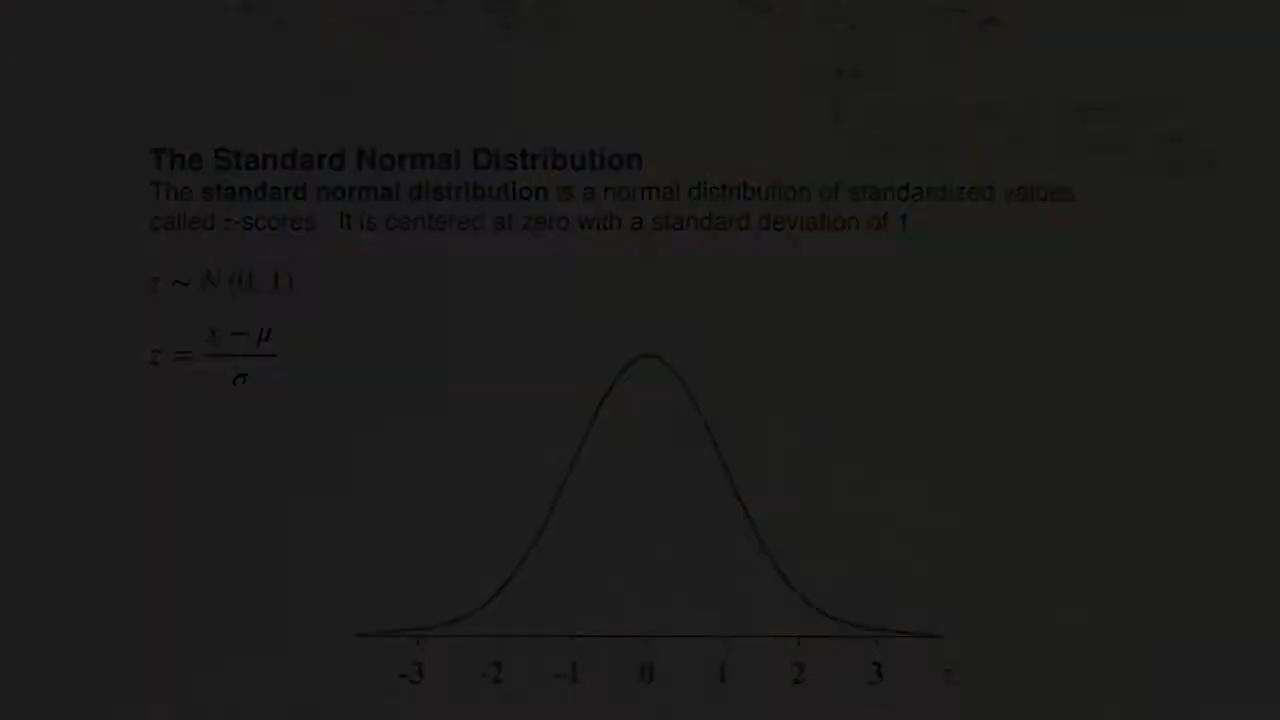 The Standard Normal Distribution
The standard normal distribution is a normal distribution of standardized values
called z-scores. It is centered at zero with a standard deviation of 1
z ~ N (0, 1)
z = x − μ / σ
-3 -2 -1 0 1 2 3 z